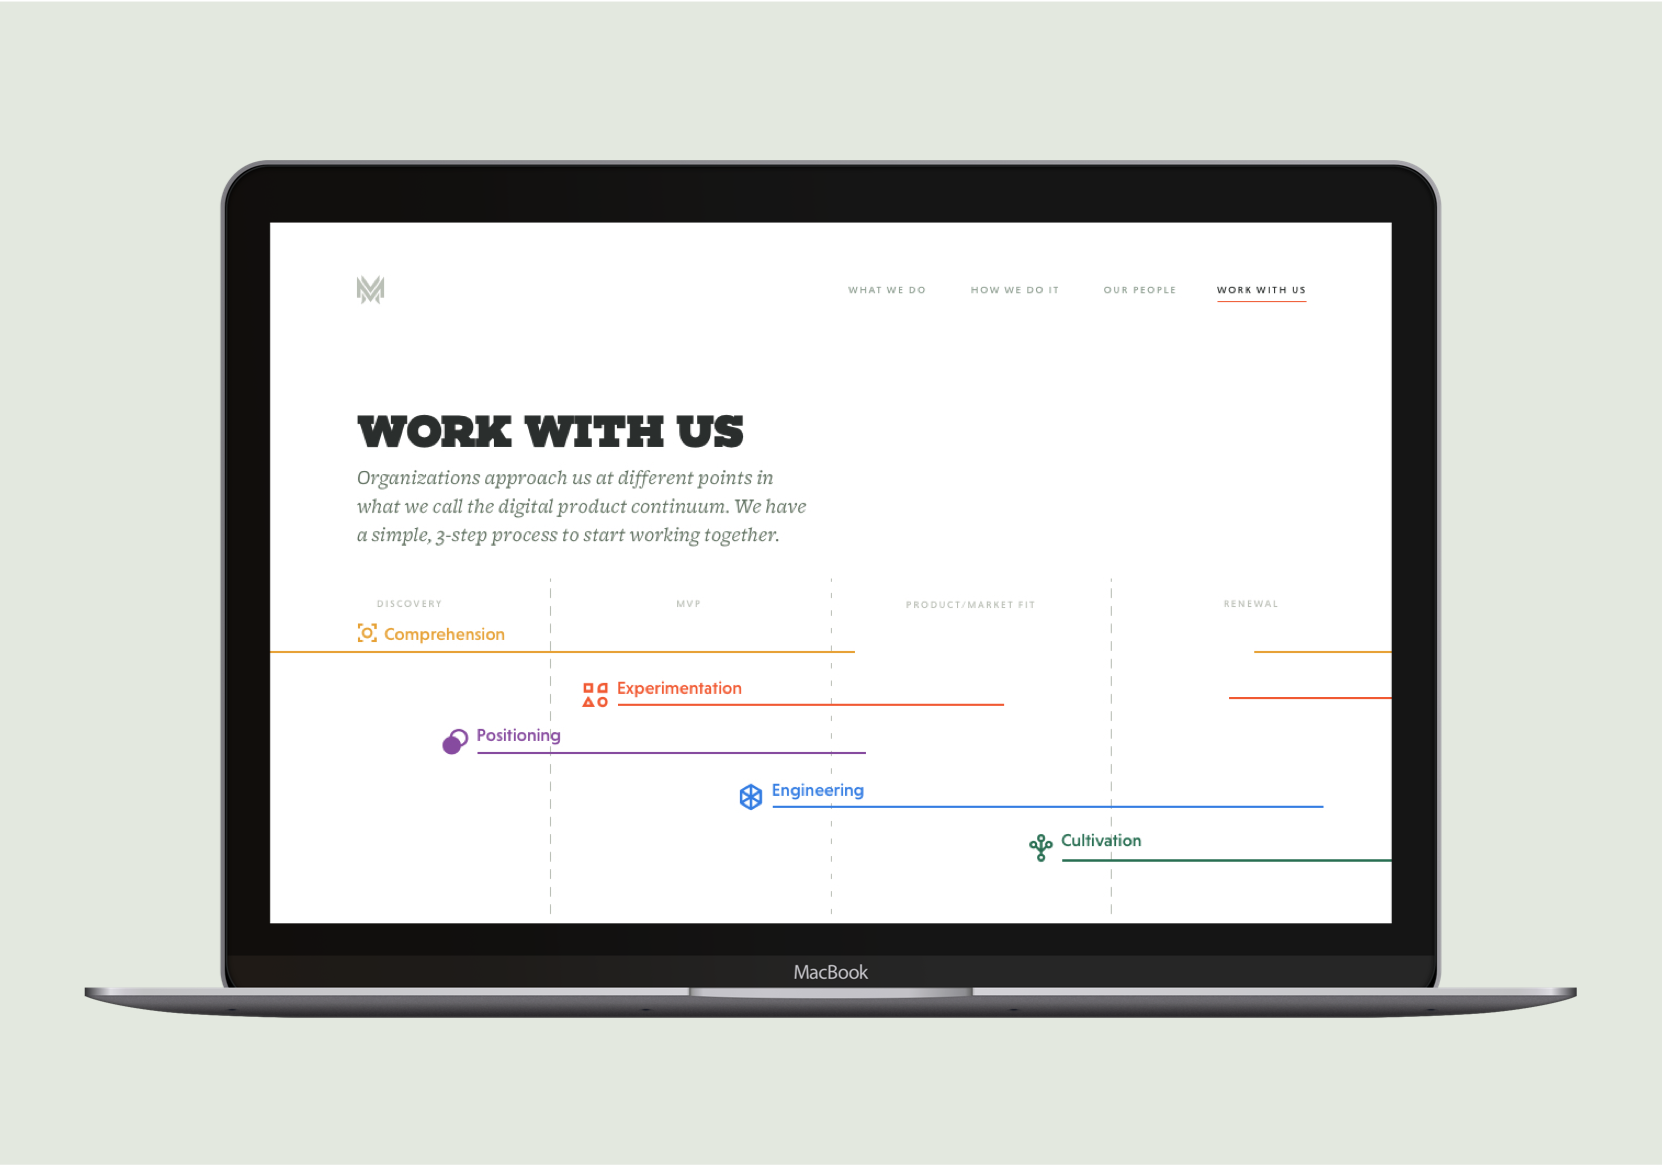 WHAT WE DO
HOW WE DO IT
OUR PEOPLE
WORK WITH US
WORK WITH US
Organizations approach us at different points in
what we call the digital product continuum. We have
a simple, 3-step process to start working together.
DISCOVERY
MVP
PRODUCT/MARKET FIT
RENEWAL
Comprehension
Experimentation
Positioning
Engineering
Cultivation
MacBook